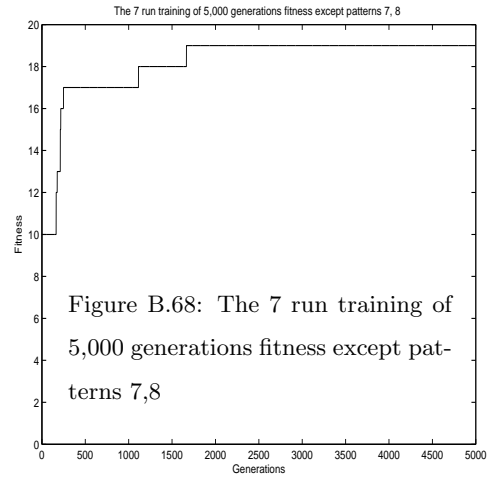 The 7 run training of 5,000 generations fitness except patterns 7, 8
20
18
16
14
12
10
8
6
4
2
0
Fitness
Figure B.68: The 7 run training of
5,000 generations fitness except pat-
terns 7,8
0 500 1000 1500 2000 2500 3000 3500 4000 4500 5000
Generations